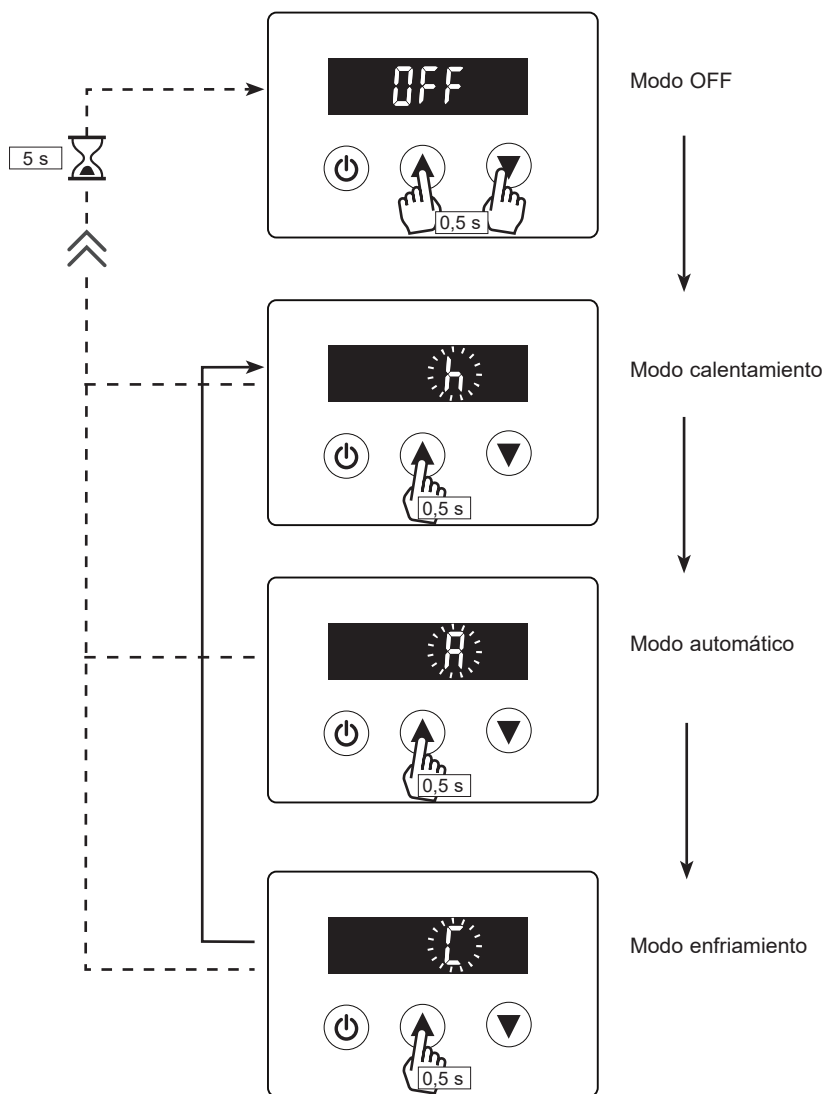 OFF
Modo OFF
5 s
0,5 s
h
Modo calentamiento
0,5 s
A
Modo automático
0,5 s
C
Modo enfriamiento
0,5 s